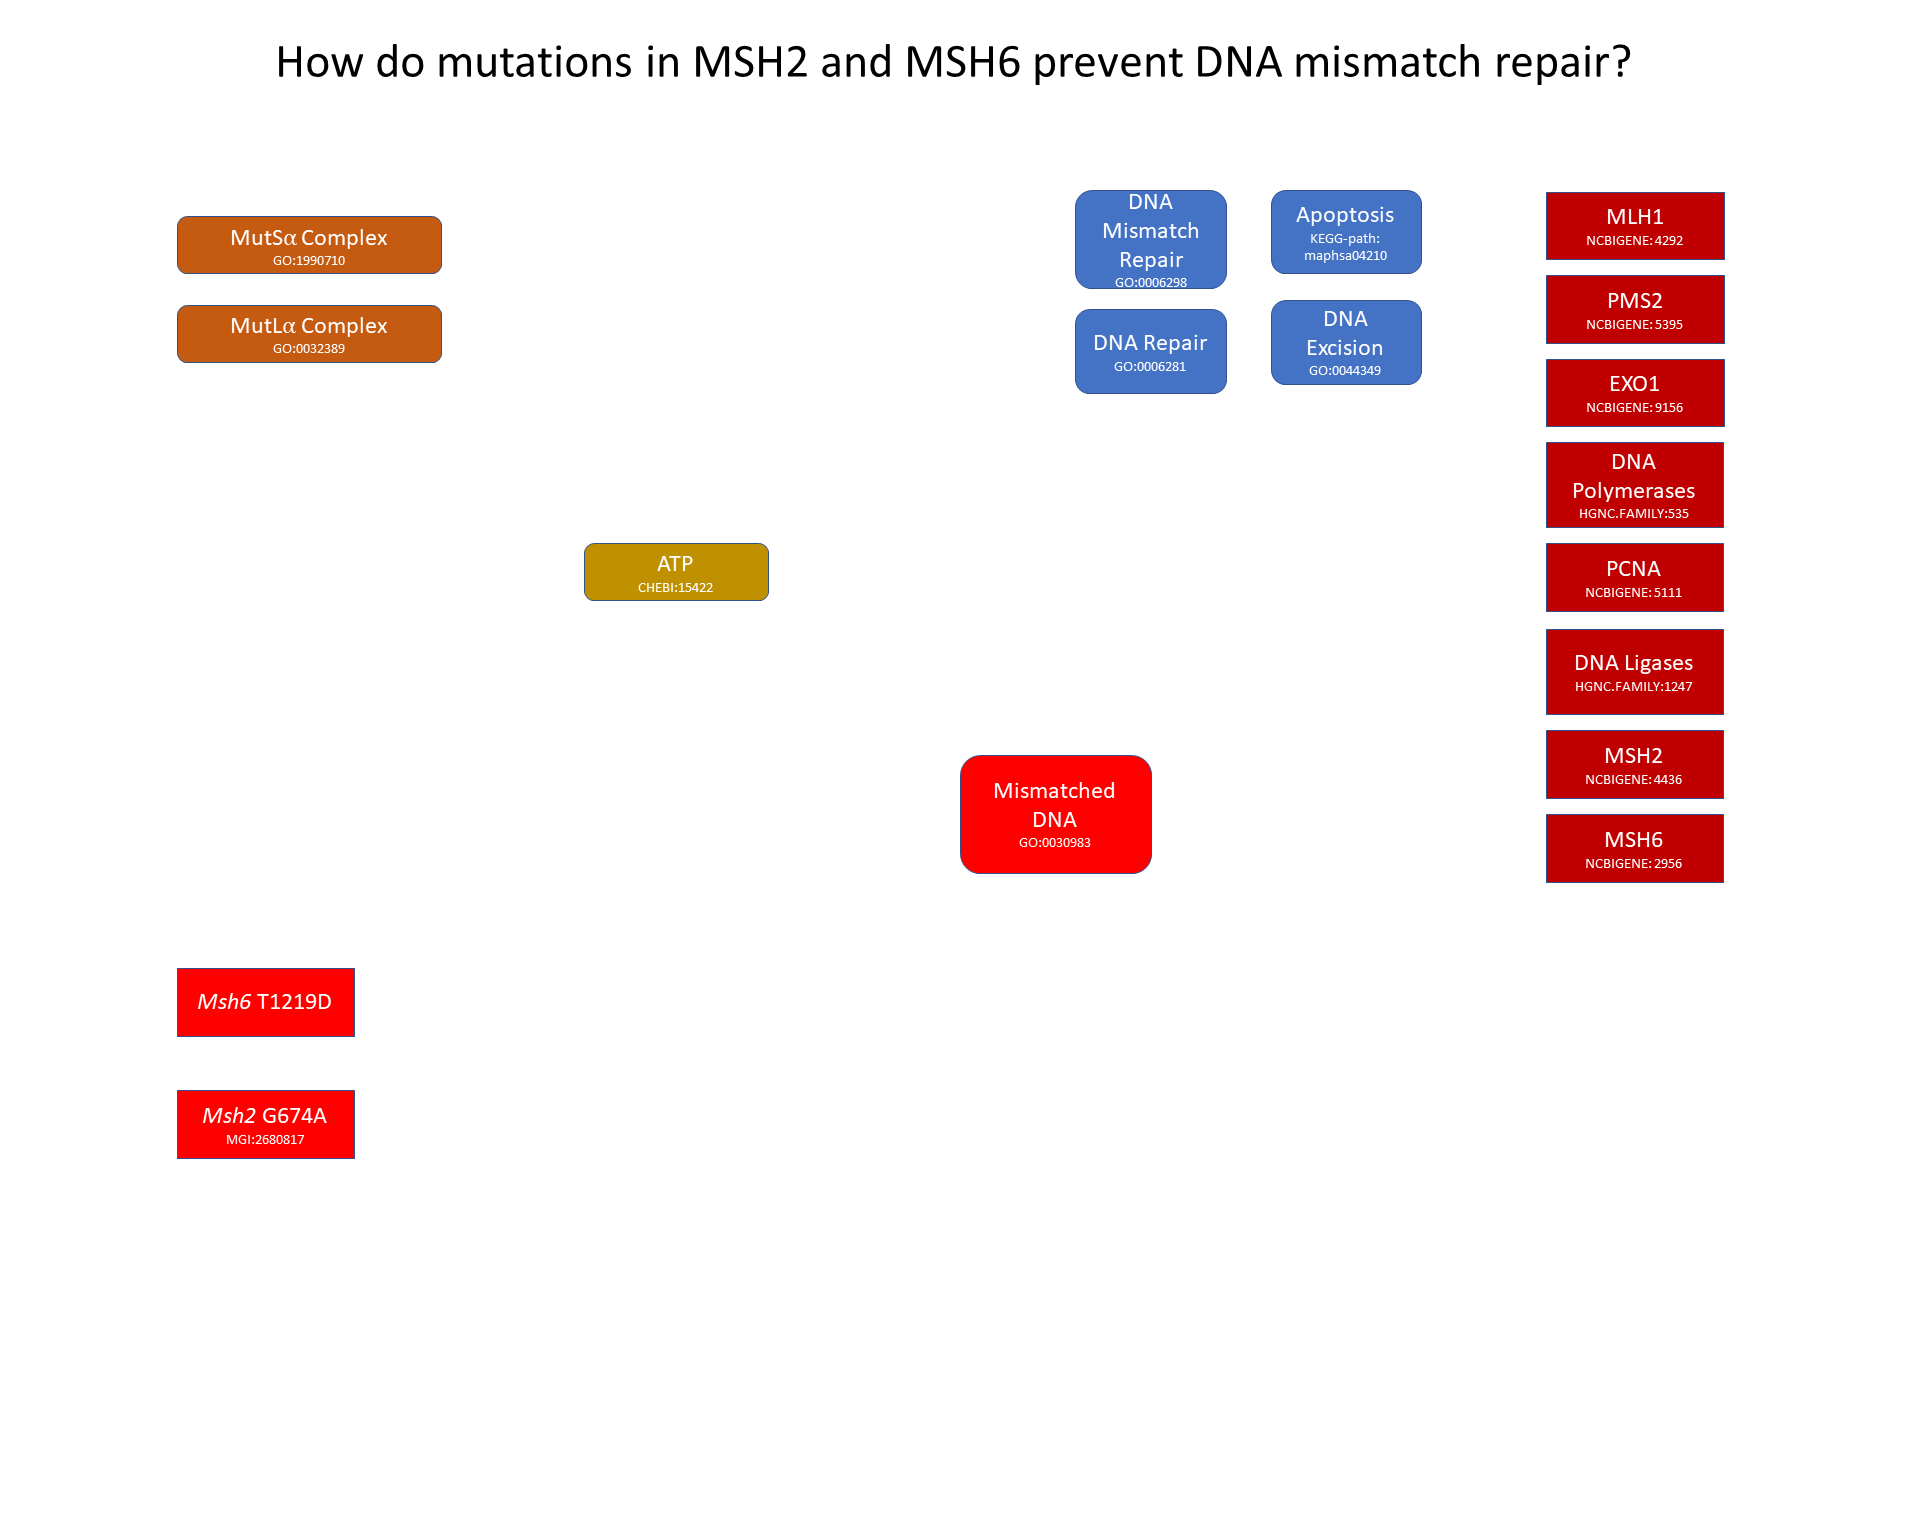 How do mutations in MSH2 and MSH6 prevent DNA mismatch repair?
MutSα Complex
GO:1990710
MutLα Complex
GO:0032389
DNA
Mismatch
Repair
GO:0006298
Apoptosis
KEGG-path:
maphsa04210
DNA Repair
GO:0006281
DNA
Excision
GO:0044349
MLH1
NCBIGENE: 4292
PMS2
NCBIGENE: 5395
EXO1
NCBIGENE: 9156
DNA
Polymerases
HGNC.FAMILY:535
PCNA
NCBIGENE: 5111
DNA Ligases
HGNC.FAMILY:1247
MSH2
NCBIGENE: 4436
MSH6
NCBIGENE: 2956
ATP
CHEBI:15422
Mismatched
DNA
GO:0030983
Msh6 T1219D
Msh2 G674A
MGI:2680817